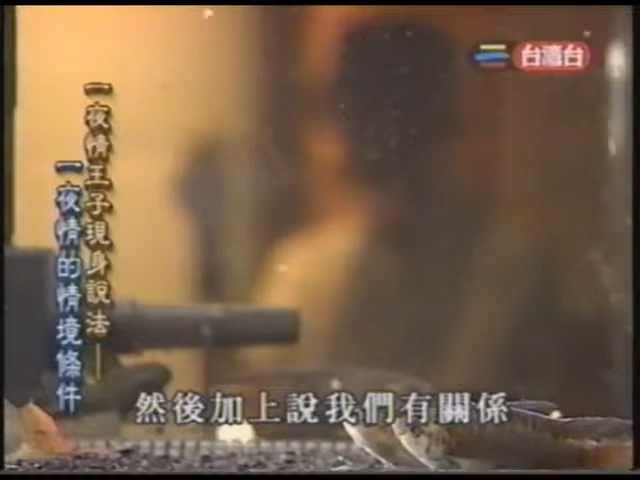 一夜情王子現身說法—
一夜情的情境條件
台灣台
然後加上說我們有關係